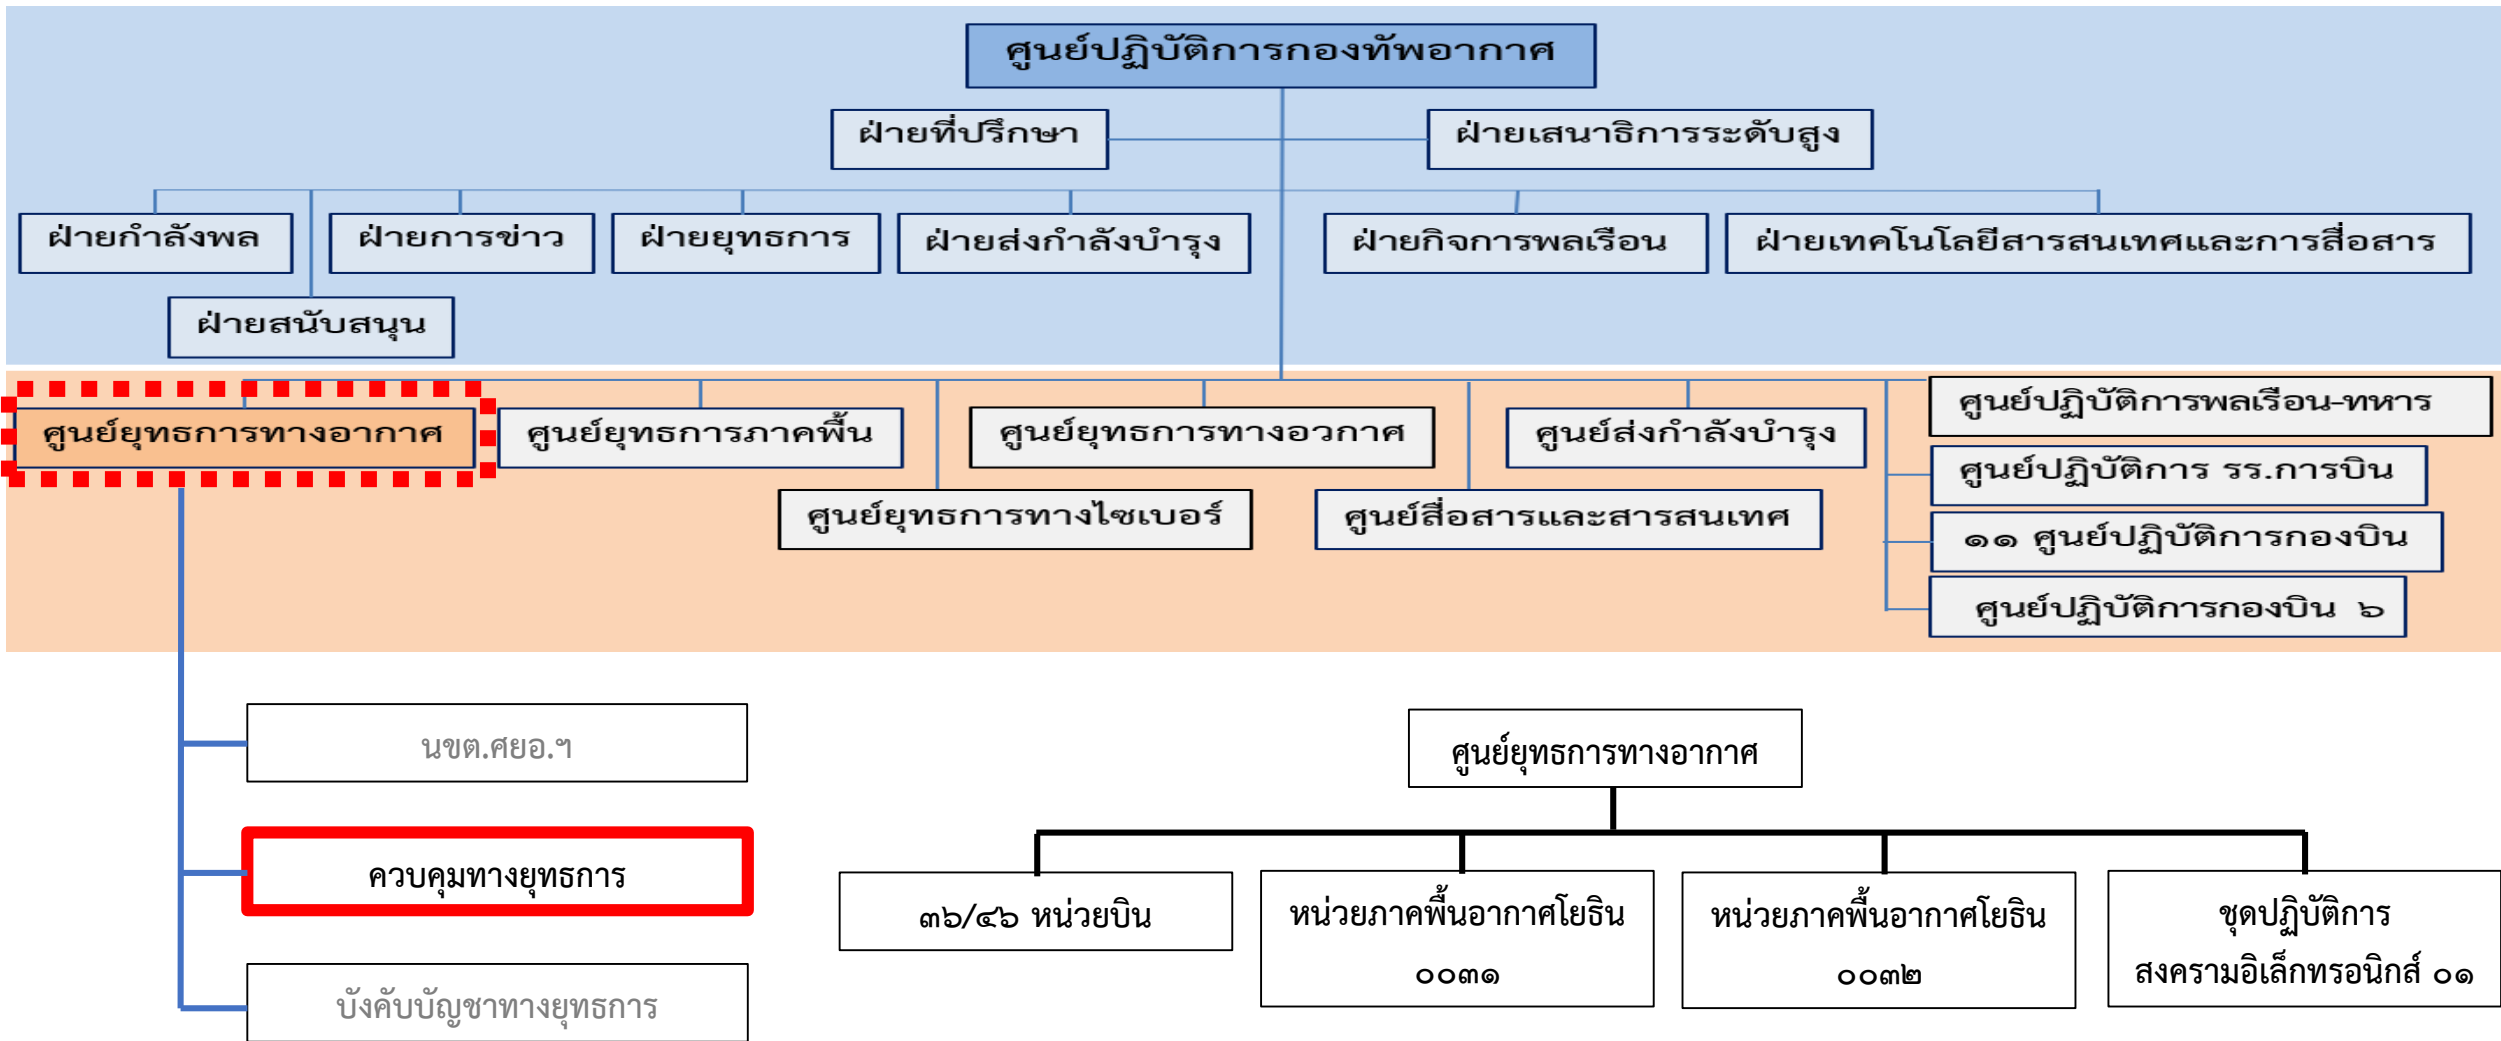 ศูนย์ปฏิบัติการกองทัพอากาศ
ฝ่ายที่ปรึกษา
ฝ่ายเสนาธิการระดับสูง
ฝ่ายกำลังพล
ฝ่ายการข่าว
ฝ่ายยุทธการ
ฝ่ายส่งกำลังบำรุง
ฝ่ายกิจการพลเรือน
ฝ่ายเทคโนโลยีสารสนเทศและการสื่อสาร
ฝ่ายสนับสนุน
ศูนย์ยุทธการทางอากาศ
ศูนย์ยุทธการภาคพื้น
ศูนย์ยุทธการทางอวกาศ
ศูนย์ส่งกำลังบำรุง
ศูนย์ปฏิบัติการพลเรือน-ทหาร
ศูนย์ปฏิบัติการ รร.การบิน
ศูนย์ยุทธการทางไซเบอร์
ศูนย์สื่อสารและสารสนเทศ
๑๑ ศูนย์ปฏิบัติการกองบิน
ศูนย์ปฏิบัติการกองบิน ๖
นขต.ศยอ.ฯ
ควบคุมทางยุทธการ
บังคับบัญชาทางยุทธการ
ศูนย์ยุทธการทางอากาศ
๓๖/๔๖ หน่วยบิน
หน่วยภาคพื้นอากาศโยธิน
๐๐๓๑
หน่วยภาคพื้นอากาศโยธิน
๐๐๓๒
ชุดปฏิบัติการ
สงครามอิเล็กทรอนิกส์ ๐๑